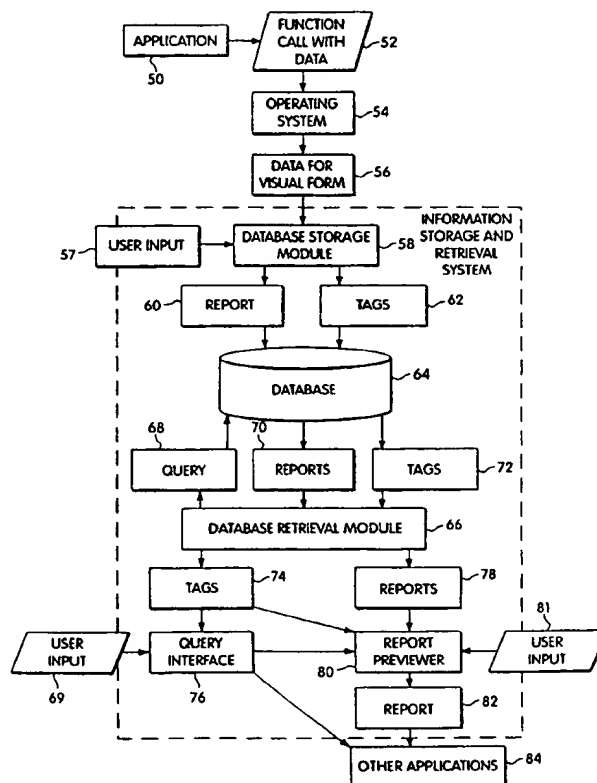 APPLICATION
50
FUNCTION
CALL WITH
DATA
52
OPERATING
SYSTEM
54
DATA FOR
VISUAL FORM
56
INFORMATION
STORAGE AND
RETRIEVAL
SYSTEM
57
USER INPUT
DATABASE STORAGE
MODULE
58
60
REPORT
TAGS
62
DATABASE
64
68
QUERY
70
REPORTS
TAGS
72
DATABASE RETRIEVAL MODULE
66
TAGS
74
REPORTS
78
USER
INPUT
69
QUERY
INTERFACE
76
REPORT
PREVIEWER
80
81
USER
INPUT
REPORT
82
OTHER APPLICATIONS
84